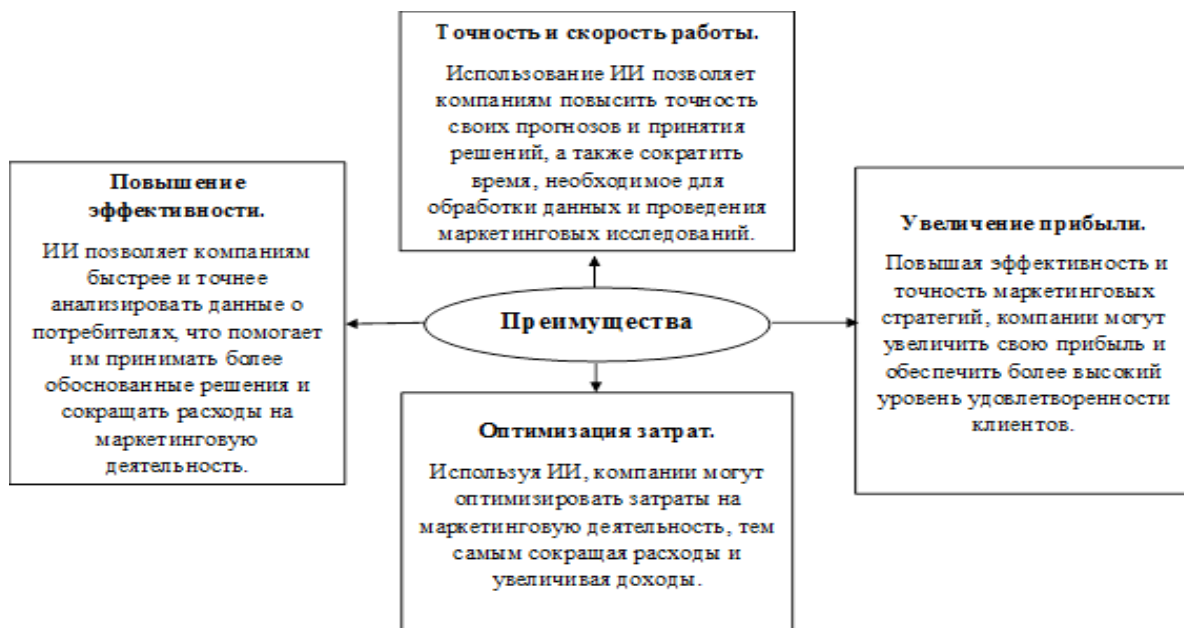 Точность и скорость работы.
Использование ИИ позволяет
компаниям повысить точность
своих прогнозов и принятия
решений, а также сократить
время, необходимое для
обработки данных и проведения
маркетинговых исследований.
Повышение
эффективности.
ИИ позволяет компаниям
быстрее и точнее
анализировать данные о
потребителях, что помогает
им принимать более
обоснованные решения и
сокращать расходы на
маркетинговую
деятельность.
Преимущества
Увеличение прибыли.
Повышая эффективность и
точность маркетинговых
стратегий, компании могут
увеличить свою прибыль и
обеспечить более высокий
уровень удовлетворенности
клиентов.
Оптимизация затрат.
Используя ИИ, компании могут
оптимизировать затраты на
маркетинговую деятельность, тем
самым сокращая расходы и
увеличивая доходы.